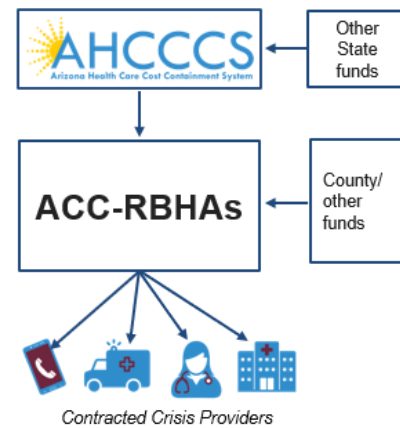 AHCCCS
Arizona Health Care Cost Containment System
Other
State
funds
ACC-RBHAs
County/
other
funds
Contracted Crisis Providers